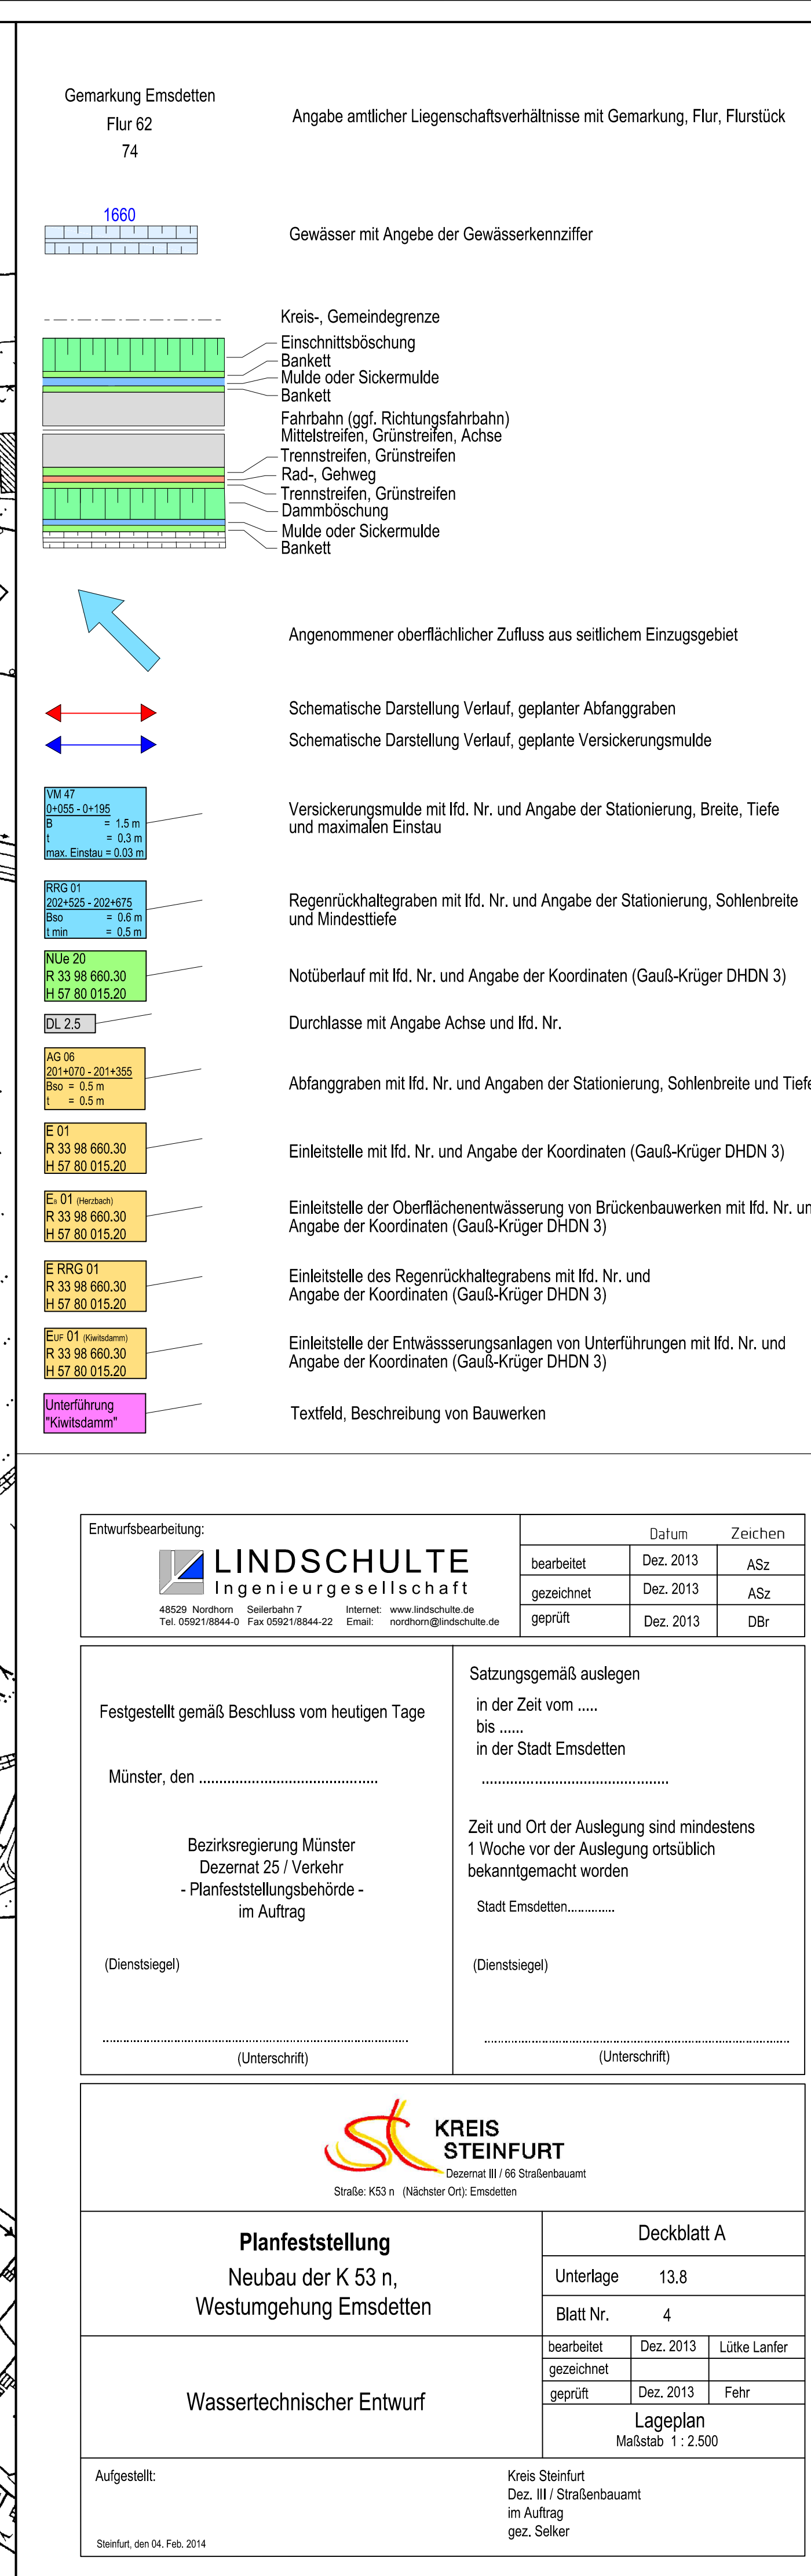 Gemarkung Emsdetten
Flur 62
74
Angabe amtlicher Liegenschaftsverhältnisse mit Gemarkung, Flur, Flurstück
1660
Gewässer mit Angebe der Gewässerkennziffer
Kreis-, Gemeindegrenze
Einschnittsböschung
Bankett
Mulde oder Sickermulde
Bankett
Fahrbahn (ggf. Richtungsfahrbahn)
Mittelstreifen, Grünstreifen, Achse
Trennstreifen, Grünstreifen
Rad-, Gehweg
Trennstreifen, Grünstreifen
Dammböschung
Mulde oder Sickermulde
Bankett
Angenommener oberflächlicher Zufluss aus seitlichem Einzugsgebiet
Schematische Darstellung Verlauf, geplanter Abfanggraben
Schematische Darstellung Verlauf, geplante Versickerungsmulde
VM 47
0+055 - 0+195
B = 1.5 m
t = 0.3 m
max. Einstau = 0.03 m
Versickerungsmulde mit lfd. Nr. und Angabe der Stationierung, Breite, Tiefe
und maximalen Einstau
RRG 01
202+525 - 202+675
Bso = 0.6 m
t min = 0.5 m
Regenrückhaltegraben mit lfd. Nr. und Angabe der Stationierung, Sohlenbreite
und Mindesttiefe
NUe 20
R 33 98 660.30
H 57 80 015.20
Notüberlauf mit lfd. Nr. und Angabe der Koordinaten (Gauß-Krüger DHDN 3)
DL 2.5
Durchlasse mit Angabe Achse und lfd. Nr.
AG 06
201+070 - 201+355
Bso = 0.5 m
t = 0.5 m
Abfanggraben mit lfd. Nr. und Angaben der Stationierung, Sohlenbreite und Tiefe
E 01
R 33 98 660.30
H 57 80 015.20
Einleitstelle mit lfd. Nr. und Angabe der Koordinaten (Gauß-Krüger DHDN 3)
EB 01 (Herzbach)
R 33 98 660.30
H 57 80 015.20
Einleitstelle der Oberflächenentwässerung von Brückenbauwerken mit lfd. Nr. un
Angabe der Koordinaten (Gauß-Krüger DHDN 3)
E RRG 01
R 33 98 660.30
H 57 80 015.20
Einleitstelle des Regenrückhaltegrabens mit lfd. Nr. und
Angabe der Koordinaten (Gauß-Krüger DHDN 3)
EUF 01 (Kiwitsdamm)
R 33 98 660.30
H 57 80 015.20
Einleitstelle der Entwässserungsanlagen von Unterführungen mit lfd. Nr. und
Angabe der Koordinaten (Gauß-Krüger DHDN 3)
Unterführung
"Kiwitsdamm"
Textfeld, Beschreibung von Bauwerken
Entwurfsbearbeitung:
LINDSCHULTE
Ingenieurgesellschaft
48529 Nordhorn Seilerbahn 7 Internet: www.lindschulte.de
Tel. 05921/8844-0 Fax 05921/8844-22 Email: nordhorn@lindschulte.de
Datum Zeichen
bearbeitet Dez. 2013 ASz
gezeichnet Dez. 2013 ASz
geprüft Dez. 2013 DBr
Festgestellt gemäß Beschluss vom heutigen Tage
Münster, den ............................................
Bezirksregierung Münster
Dezernat 25 / Verkehr
- Planfeststellungsbehörde -
im Auftrag
(Dienstsiegel)
(Unterschrift)
Satzungsgemäß auslegen
in der Zeit vom .....
bis ......
in der Stadt Emsdetten
..............................................
Zeit und Ort der Auslegung sind mindestens
1 Woche vor der Auslegung ortsüblich
bekanntgemacht worden
Stadt Emsdetten..............
(Dienstsiegel)
(Unterschrift)
KREIS
STEINFURT
Dezernat III / 66 Straßenbauamt
Straße: K53 n (Nächster Ort): Emsdetten
Planfeststellung
Neubau der K 53 n,
Westumgehung Emsdetten
Deckblatt A
Unterlage 13.8
Blatt Nr. 4
Wassertechnischer Entwurf
bearbeitet Dez. 2013 Lütke Lanfer
gezeichnet
geprüft Dez. 2013 Fehr
Lageplan
Maßstab 1 : 2.500
Aufgestellt:
Steinfurt, den 04. Feb. 2014
Kreis Steinfurt
Dez. III / Straßenbauamt
im Auftrag
gez. Selker